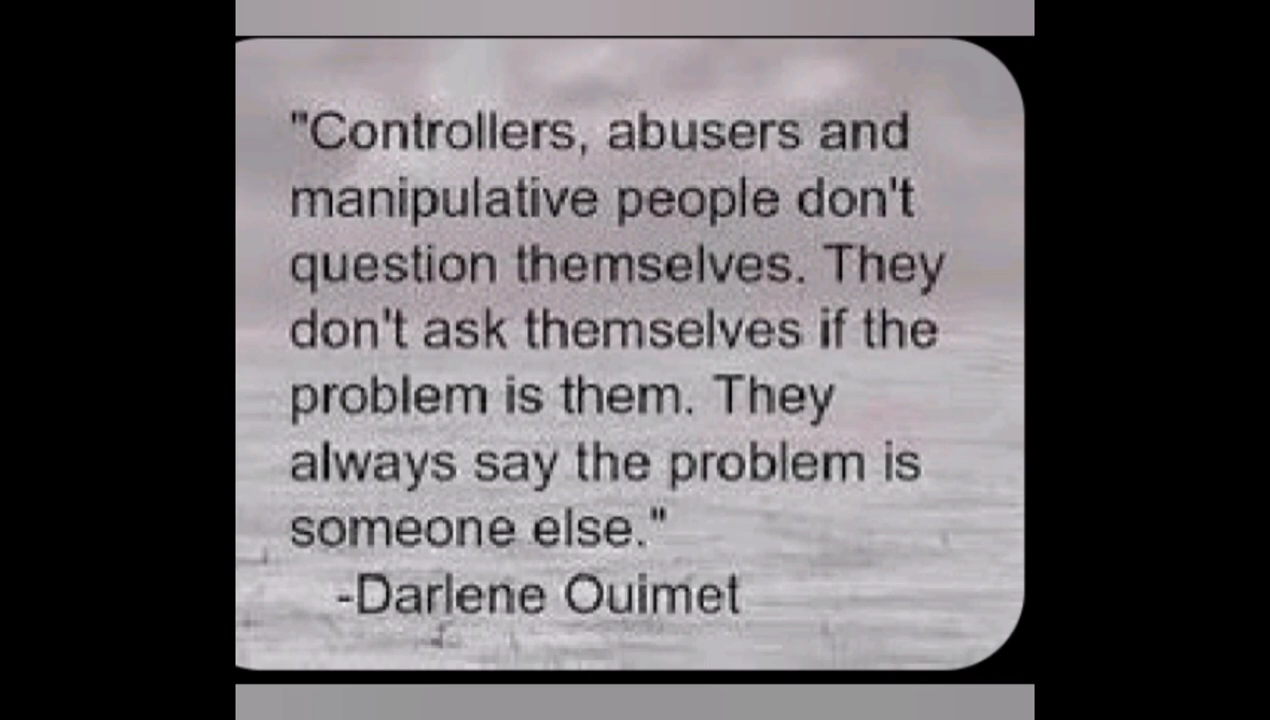 "Controllers, abusers and
manipulative people don't
question themselves. They
don't ask themselves if the
problem is them. They
always say the problem is
someone else."
-Darlene Ouimet